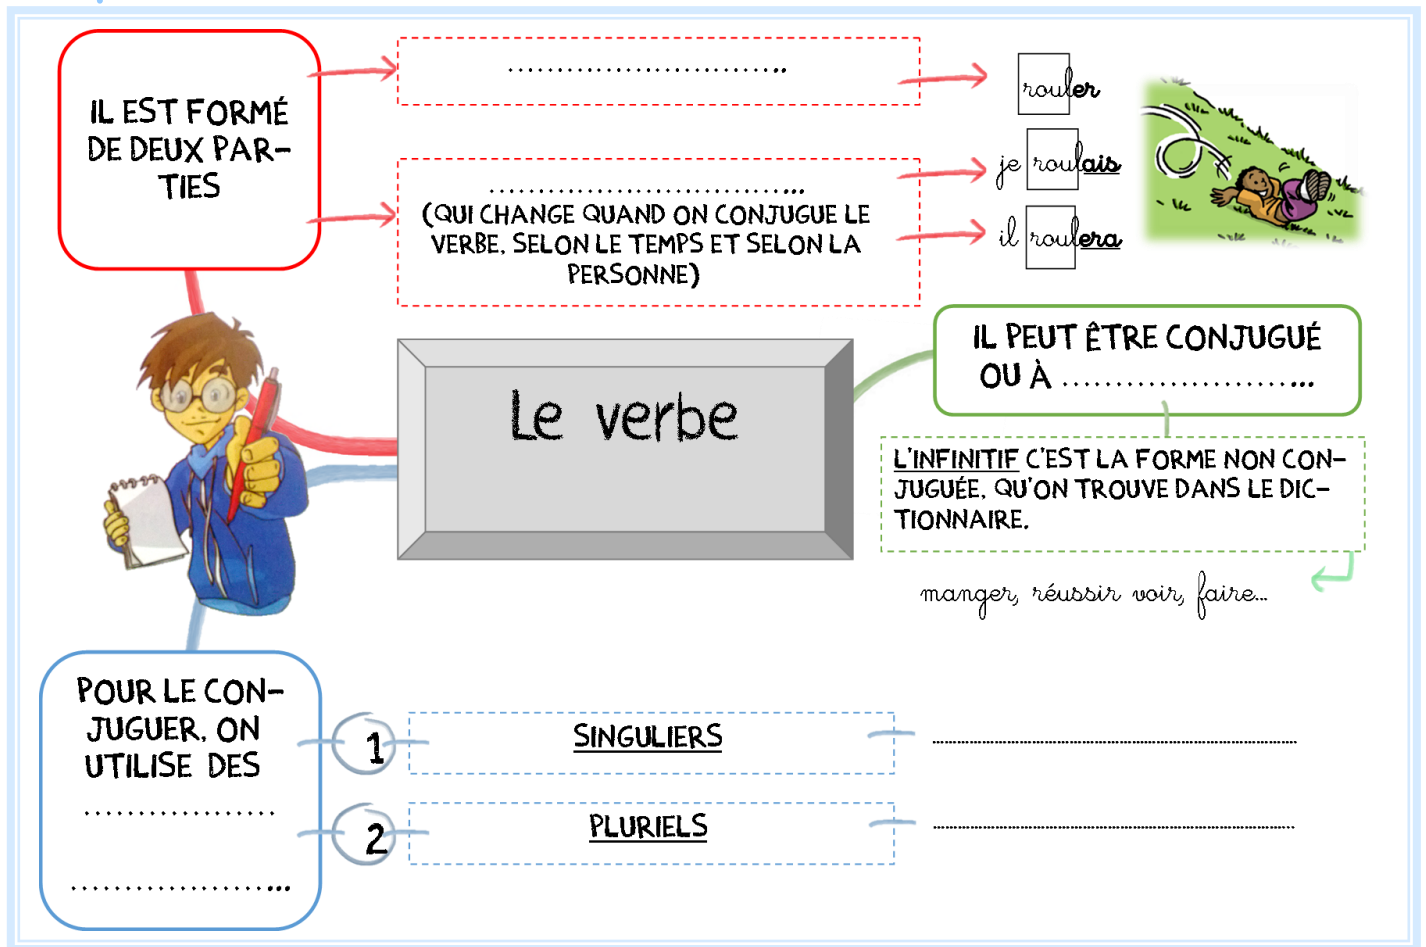 IL EST FORMÉ
DE DEUX PAR-
TIES
...........................
rouler
..............................
(QUI CHANGE QUAND ON CONJUGUE LE
VERBE, SELON LE TEMPS ET SELON LA
PERSONNE)
je roulais
il roulera
Le verbe
IL PEUT ÊTRE CONJUGUÉ
OU À ........................
L'INFINITIF C'EST LA FORME NON CON-
JUGUÉE, QU'ON TROUVE DANS LE DIC-
TIONNAIRE.
manger, réussir voir, faire...
POUR LE CON-
JUGUER, ON
UTILISE DES
..................
.....................
1
SINGULIERS
................................................
2
PLURIELS
................................................